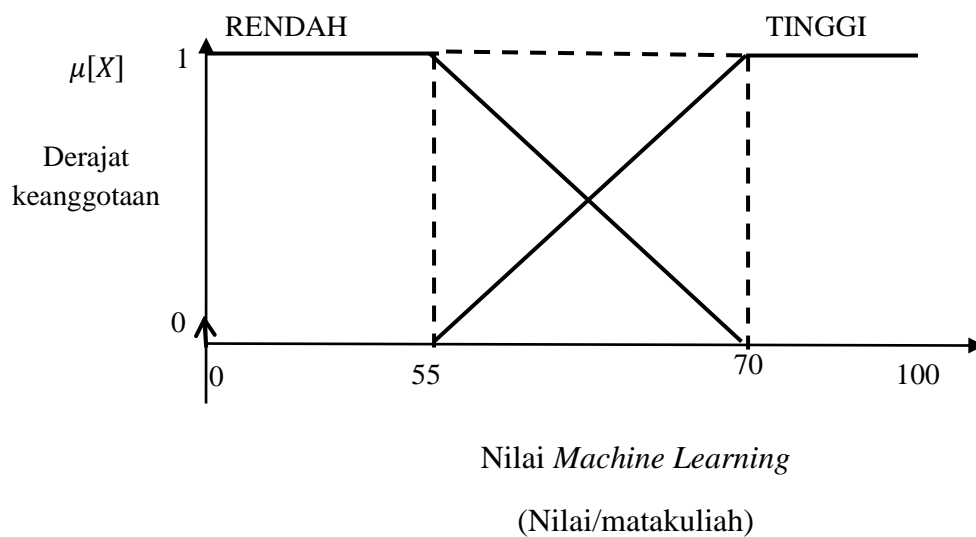 RENDAH
TINGGI
1
𝜇[𝑋]
Derajat
keanggotaan
0
0
55
70
100
Nilai Machine Learning
(Nilai/matakuliah)